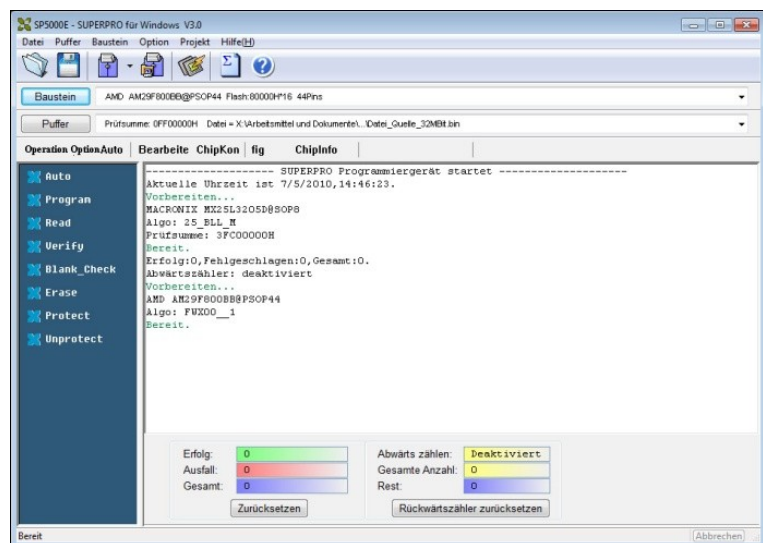 SP5000E - SUPERPRO für Windows V3.0
Datei Puffer Baustein Option Projekt Hilfe(H)
Baustein AMD AM29F800BB@PSOP44 Flash:80000H*16 44Pins
Puffer Prüfsumme: 0FF00000H Datei = X:\Arbeitsmittel und Dokumente\...\Datei_Quelle_32MBit.bin
Operation OptionAuto Bearbeite ChipKon fig ChipInfo
Auto
Program
Read
Verify
Blank_Check
Erase
Protect
Unprotect
------------------- SUPERPRO Programmiergerät startet -------------------
Aktuelle Uhrzeit ist 7/5/2010,14:46:23.
Vorbereiten...
MACRONIX MX25L3205D@SOP8
Algo: 25_BLL_M
Prüfsumme: 3FC00000H
Bereit.
Erfolg:0,Fehlgeschlagen:0,Gesamt:0.
Abwärtszähler: deaktiviert
Vorbereiten...
AMD AM29F800BB@PSOP44
Algo: FWX00__1
Bereit.
Erfolg: 0
Ausfall: 0
Gesamt: 0
Zurücksetzen
Abwärts zählen: Deaktiviert
Gesamte Anzahl: 0
Rest: 0
Rückwärtszähler zurücksetzen
Bereit
Abbrechen